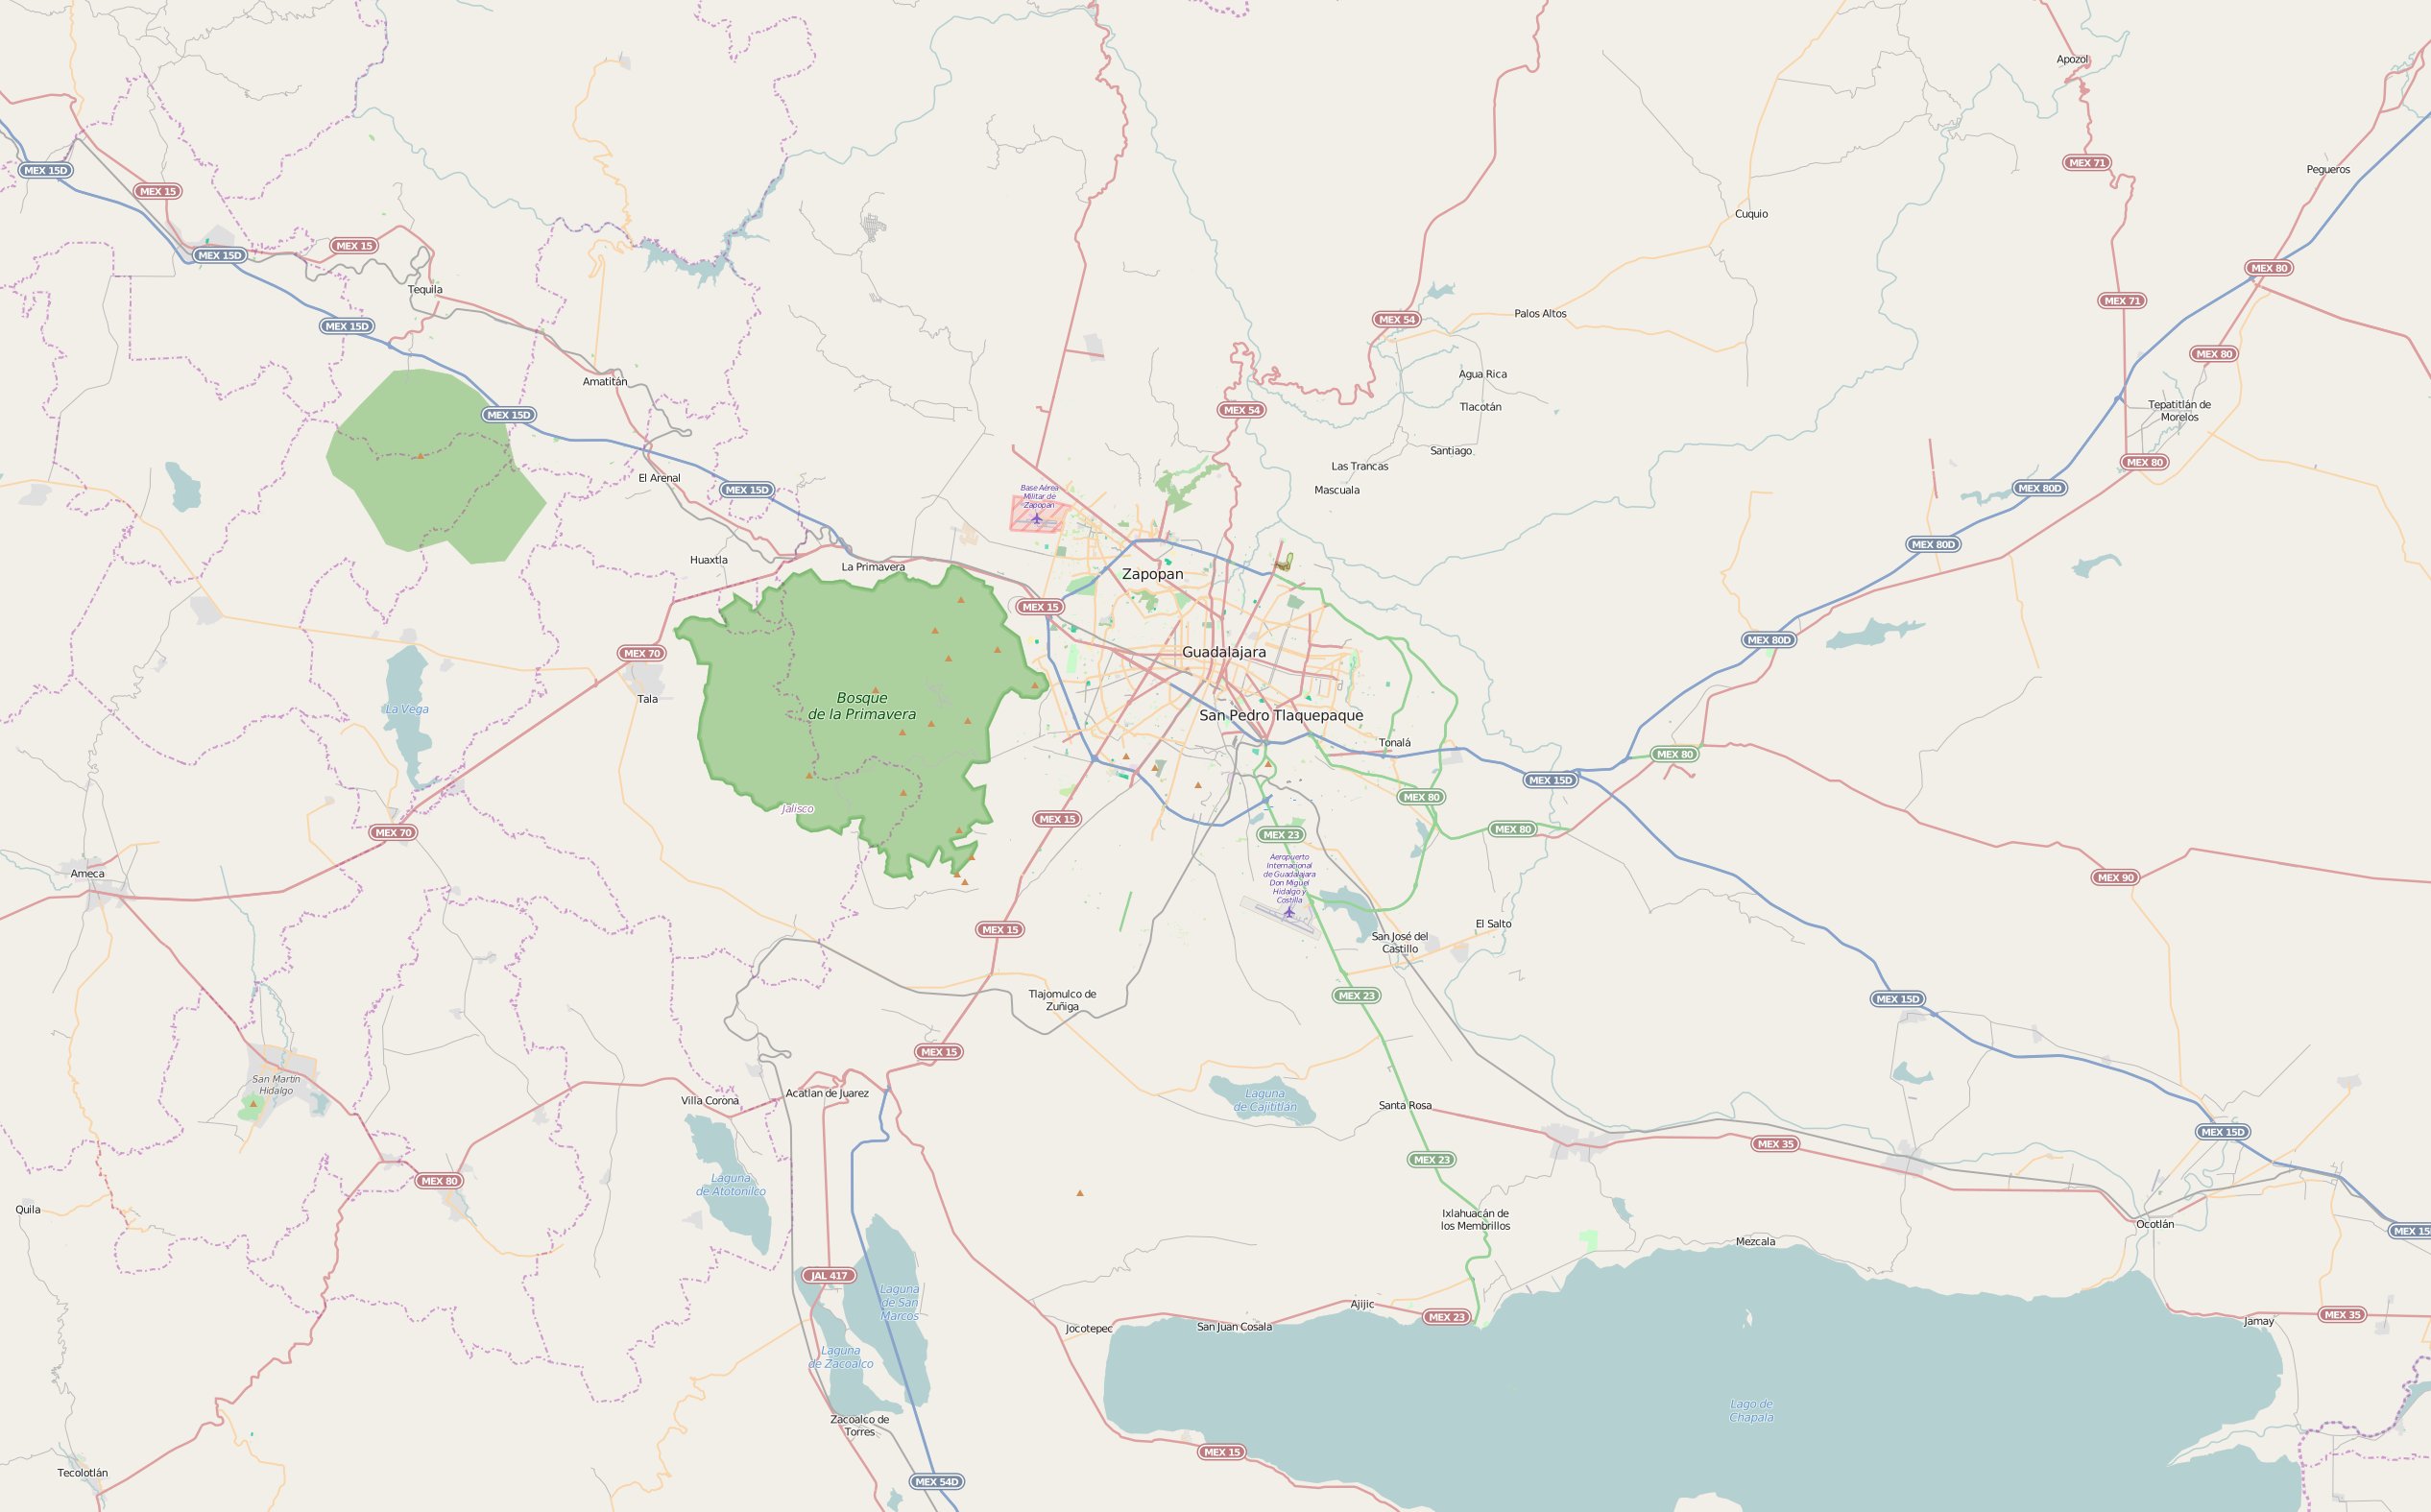 Apozol
MEX 71
Pegueros
MEX 15D
MEX 15
Cuquio
MEX 15
MEX 15D
MEX 80
Tequila
MEX 71
Palos Altos
MEX 54
MEX 15D
MEX 80
Agua Rica
Amatitán
Tlacotán
Tepatitlán de
Morelos
MEX 54
MEX 15D
Santiago
MEX 80
Las Trancas
El Arenal
MEX 15D
Mascuala
MEX 80D
Base Aérea
Militar de
Zapopan
MEX 80D
Huaxtla
La Primavera
Zapopan
MEX 15
MEX 80D
MEX 70
Guadalajara
Tala
Bosque
de la Primavera
La Vega
San Pedro Tlaquepaque
Tonalá
MEX 80
MEX 15D
MEX 80
Jalisco
MEX 15
MEX 80
MEX 70
MEX 23
Aeropuerto
Internacional
de Guadalajara
Don Miguel
Hidalgo y
Costilla
Ameca
MEX 90
MEX 15
El Salto
San José del
Castillo
MEX 23
Tlajomulco de
Zuñiga
MEX 15D
MEX 15
San Martín
Hidalgo
Acatlan de Juarez
Villa Corona
Laguna
de Cajititlán
Santa Rosa
MEX 15D
MEX 35
MEX 23
MEX 80
Laguna
de Atotonilco
Quila
Ixlahuacán de
los Membrillos
Ocotlán
MEX 15
Mezcala
JAL 417
Laguna
de San
Marcos
Ajijic
MEX 23
MEX 35
Jamay
San Juan Cosala
Jocotepec
Laguna
de Zacoalco
Lago de
Chapala
Zacoalco de
Torres
MEX 15
Tecolotlán
MEX 54D